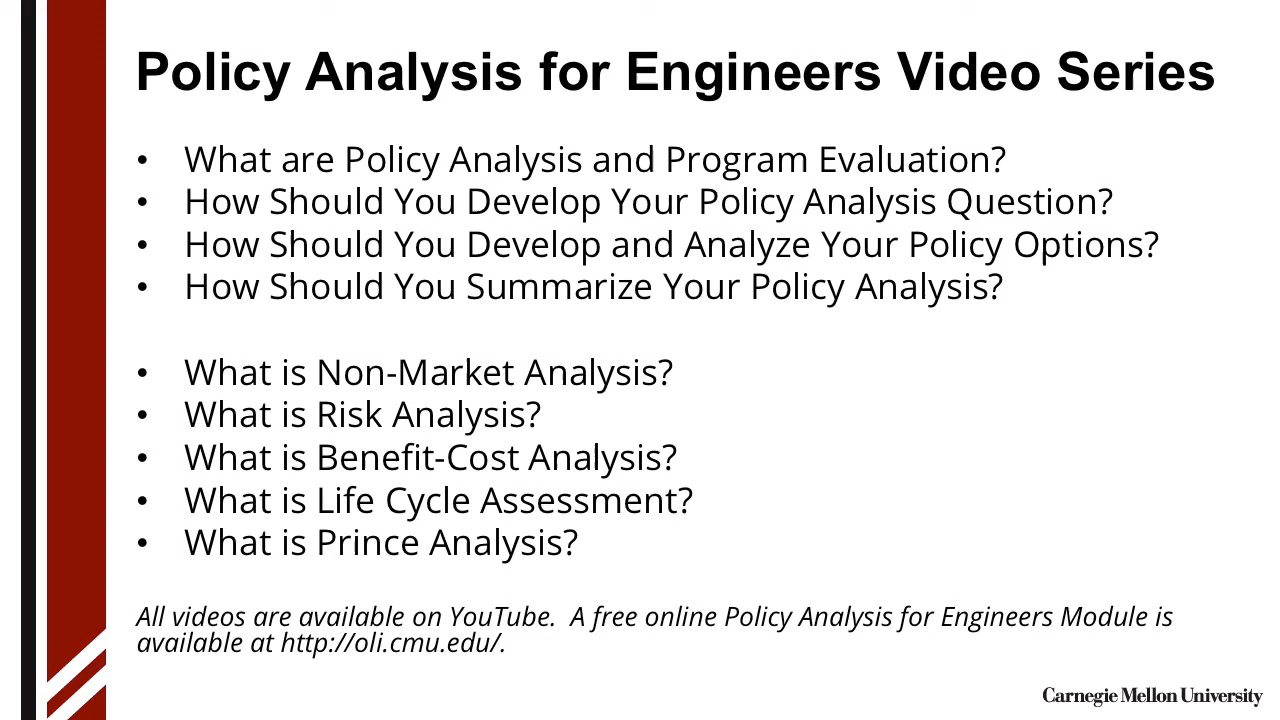 Policy Analysis for Engineers Video Series
• What are Policy Analysis and Program Evaluation?
• How Should You Develop Your Policy Analysis Question?
• How Should You Develop and Analyze Your Policy Options?
• How Should You Summarize Your Policy Analysis?
• What is Non-Market Analysis?
• What is Risk Analysis?
• What is Benefit-Cost Analysis?
• What is Life Cycle Assessment?
• What is Prince Analysis?
All videos are available on YouTube.  A free online Policy Analysis for Engineers Module is
available at http://oli.cmu.edu/.
Carnegie Mellon University